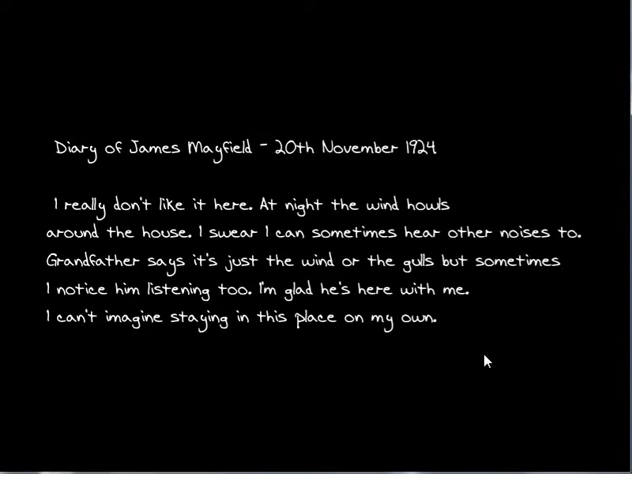 Diary of James Mayfield - 20th November 1924
I really don't like it here. At night the wind howls
around the house. I swear I can sometimes hear other noises to.
Grandfather says it's just the wind or the gulls but sometimes
I notice him listening too. I'm glad he's here with me.
I can't imagine staying in this place on my own.